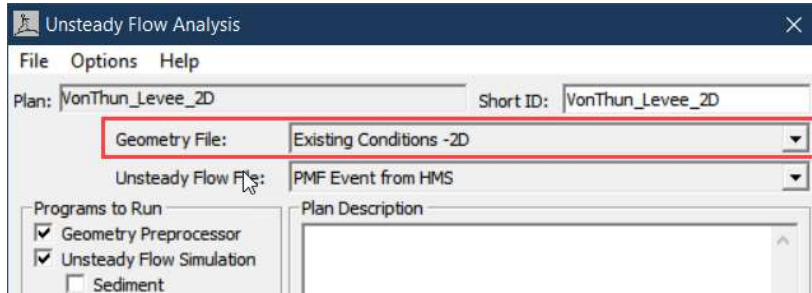 Unsteady Flow Analysis
File Options Help
Plan: VonThun_Levee_2D Short ID: VonThun_Levee_2D
Geometry File: Existing Conditions -2D
Unsteady Flow File: PMF Event from HMS
Programs to Run Plan Description
Geometry Preprocessor
Unsteady Flow Simulation
Sediment